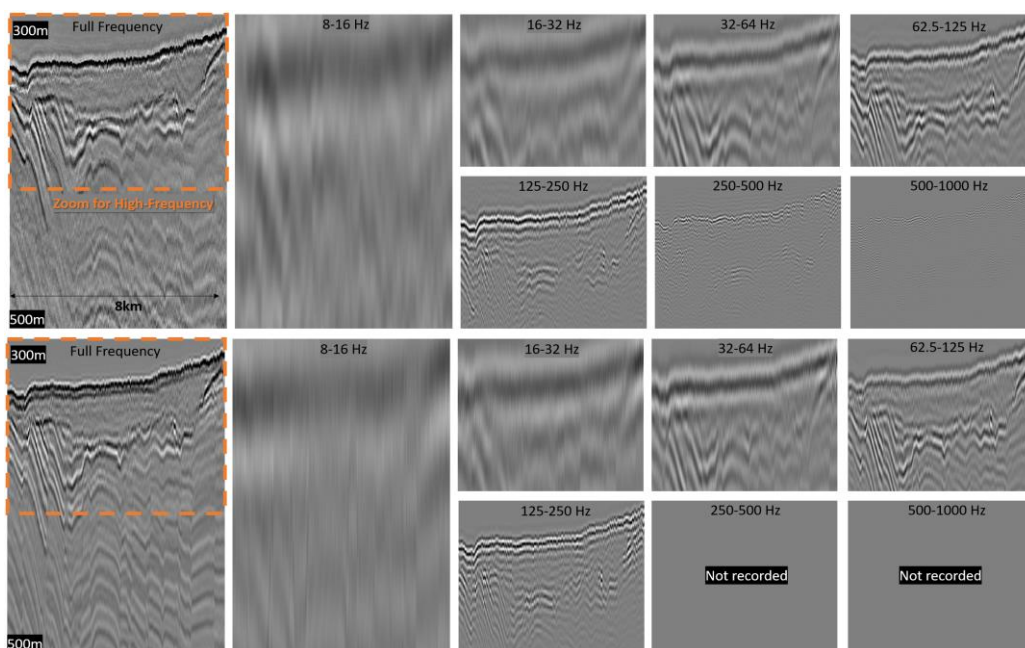 300m
Full Frequency
8-16 Hz
16-32 Hz
32-64 Hz
62.5-125 Hz
125-250 Hz
250-500 Hz
500-1000 Hz
Zoom for High-Frequency
8km
500m
300m
Full Frequency
8-16 Hz
16-32 Hz
32-64 Hz
62.5-125 Hz
125-250 Hz
250-500 Hz
500-1000 Hz
Not recorded
Not recorded
500m